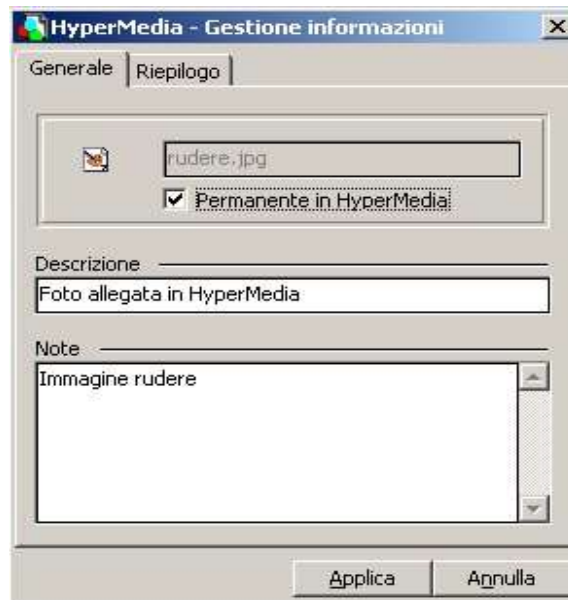 HyperMedia - Gestione informazioni
Generale Riepilogo
rudere.jpg
Permanente in HyperMedia
Descrizione
Foto allegata in HyperMedia
Note
Immagine rudere
Applica Annulla